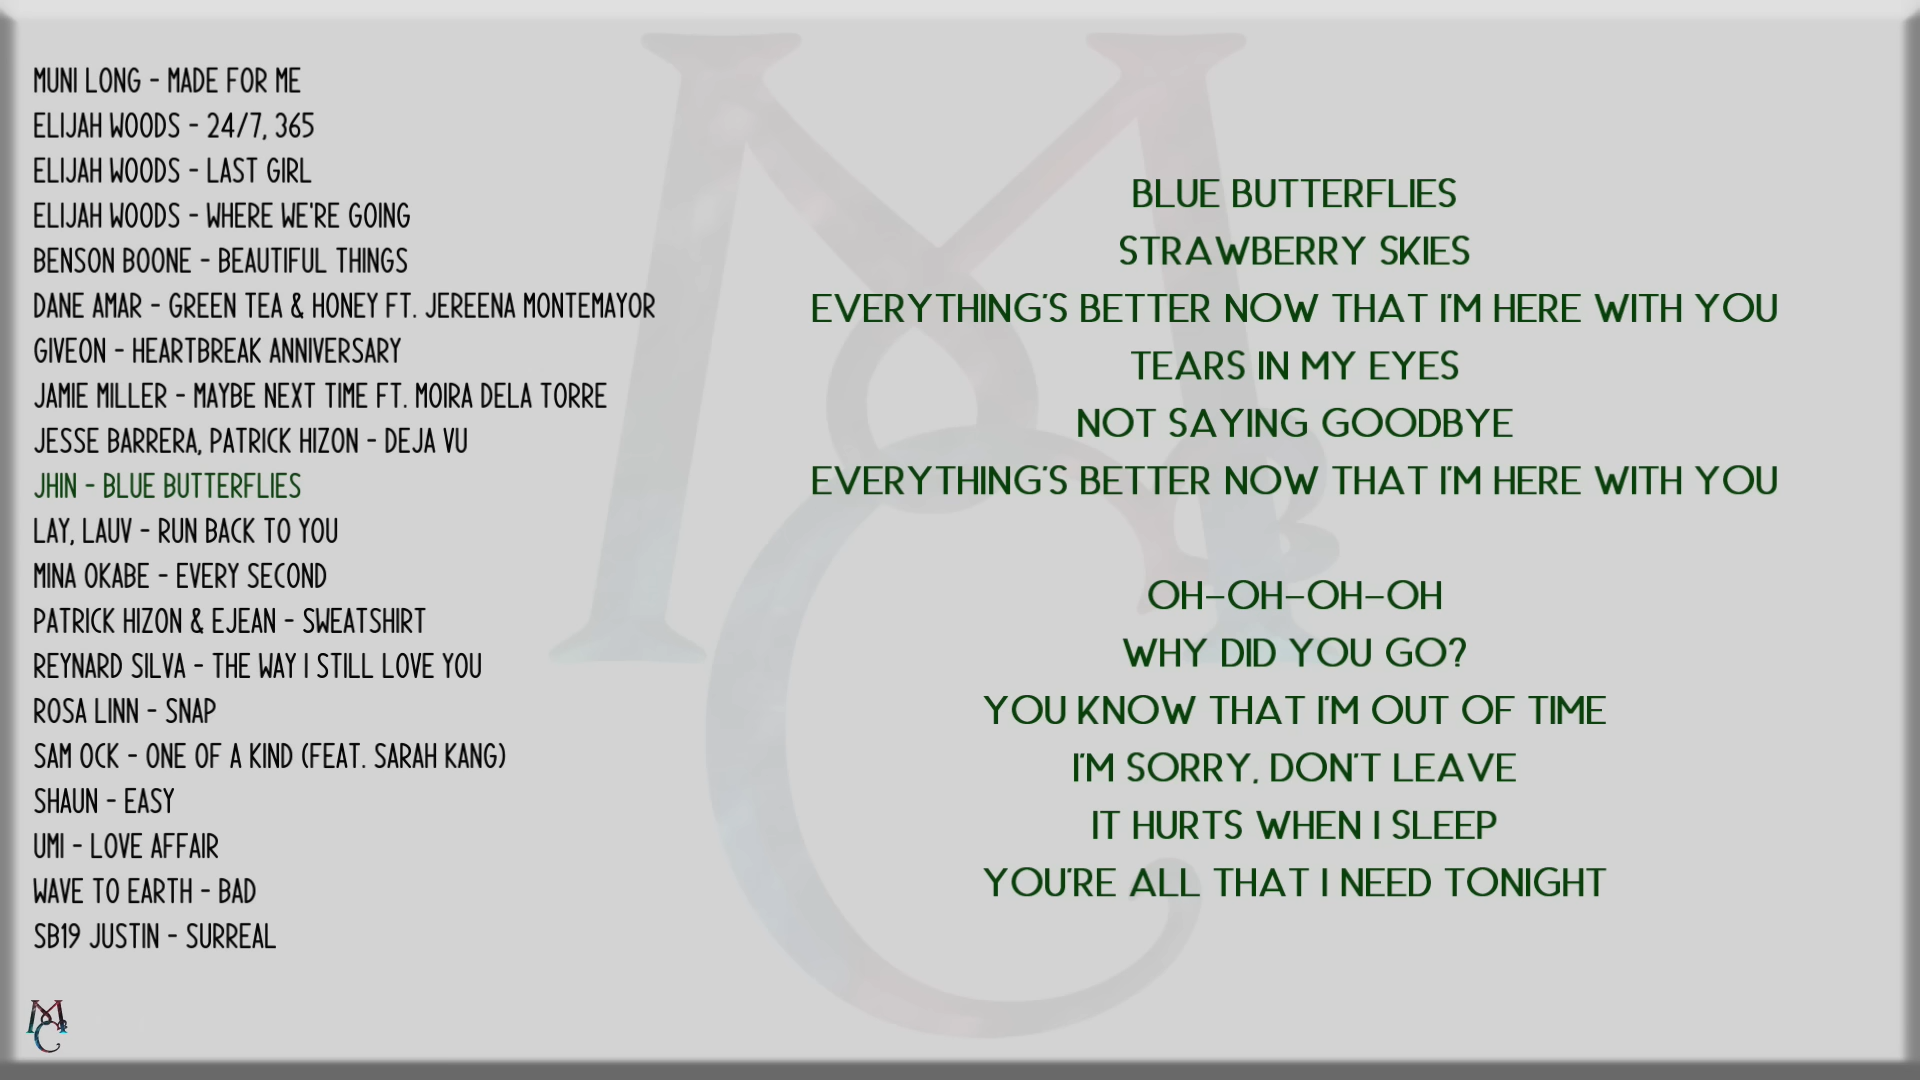 MUNI LONG - MADE FOR ME
ELIJAH WOODS - 24/7, 365
ELIJAH WOODS - LAST GIRL
ELIJAH WOODS - WHERE WE'RE GOING
BENSON BOONE - BEAUTIFUL THINGS
DANE AMAR - GREEN TEA & HONEY FT. JEREENA MONTEMAYOR
GIVEON - HEARTBREAK ANNIVERSARY
JAMIE MILLER - MAYBE NEXT TIME FT. MOIRA DELA TORRE
JESSE BARRERA, PATRICK HIZON - DEJA VU
JHIN - BLUE BUTTERFLIES
LAY, LAUV - RUN BACK TO YOU
MINA OKABE - EVERY SECOND
PATRICK HIZON & EJEAN - SWEATSHIRT
REYNARD SILVA - THE WAY I STILL LOVE YOU
ROSA LINN - SNAP
SAM OCK - ONE OF A KIND (FEAT. SARAH KANG)
SHAUN - EASY
UMI - LOVE AFFAIR
WAVE TO EARTH - BAD
SB19 JUSTIN - SURREAL
BLUE BUTTERFLIES
STRAWBERRY SKIES
EVERYTHING'S BETTER NOW THAT I'M HERE WITH YOU
TEARS IN MY EYES
NOT SAYING GOODBYE
EVERYTHING'S BETTER NOW THAT I'M HERE WITH YOU
OH-OH-OH-OH
WHY DID YOU GO?
YOU KNOW THAT I'M OUT OF TIME
I'M SORRY, DON'T LEAVE
IT HURTS WHEN I SLEEP
YOU'RE ALL THAT I NEED TONIGHT